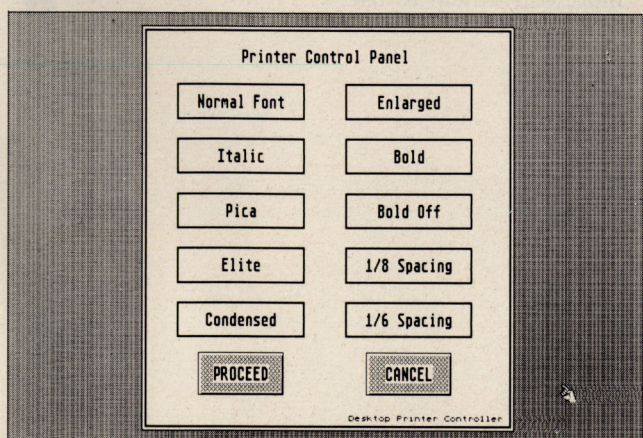 Printer Control Panel
Normal Font
Enlarged
Italic
Bold
Pica
Bold Off
Elite
1/8 Spacing
Condensed
1/6 Spacing
PROCEED
CANCEL
Desktop Printer Controller